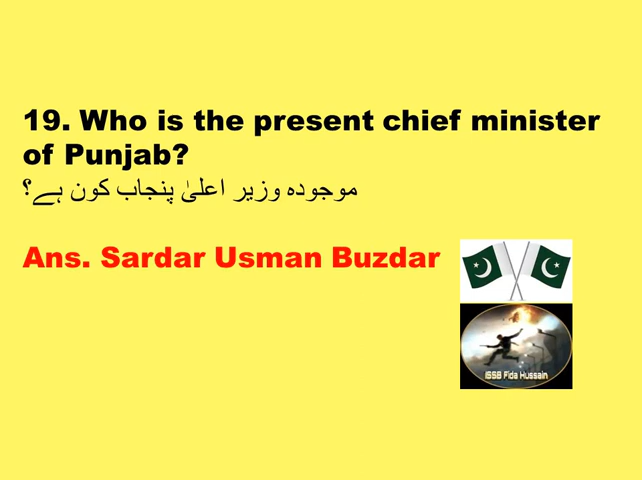 19. Who is the present chief minister
of Punjab?
موجودہ وزیر اعلیٰ پنجاب کون ہے؟
Ans. Sardar Usman Buzdar
ISSB Fida Hussain